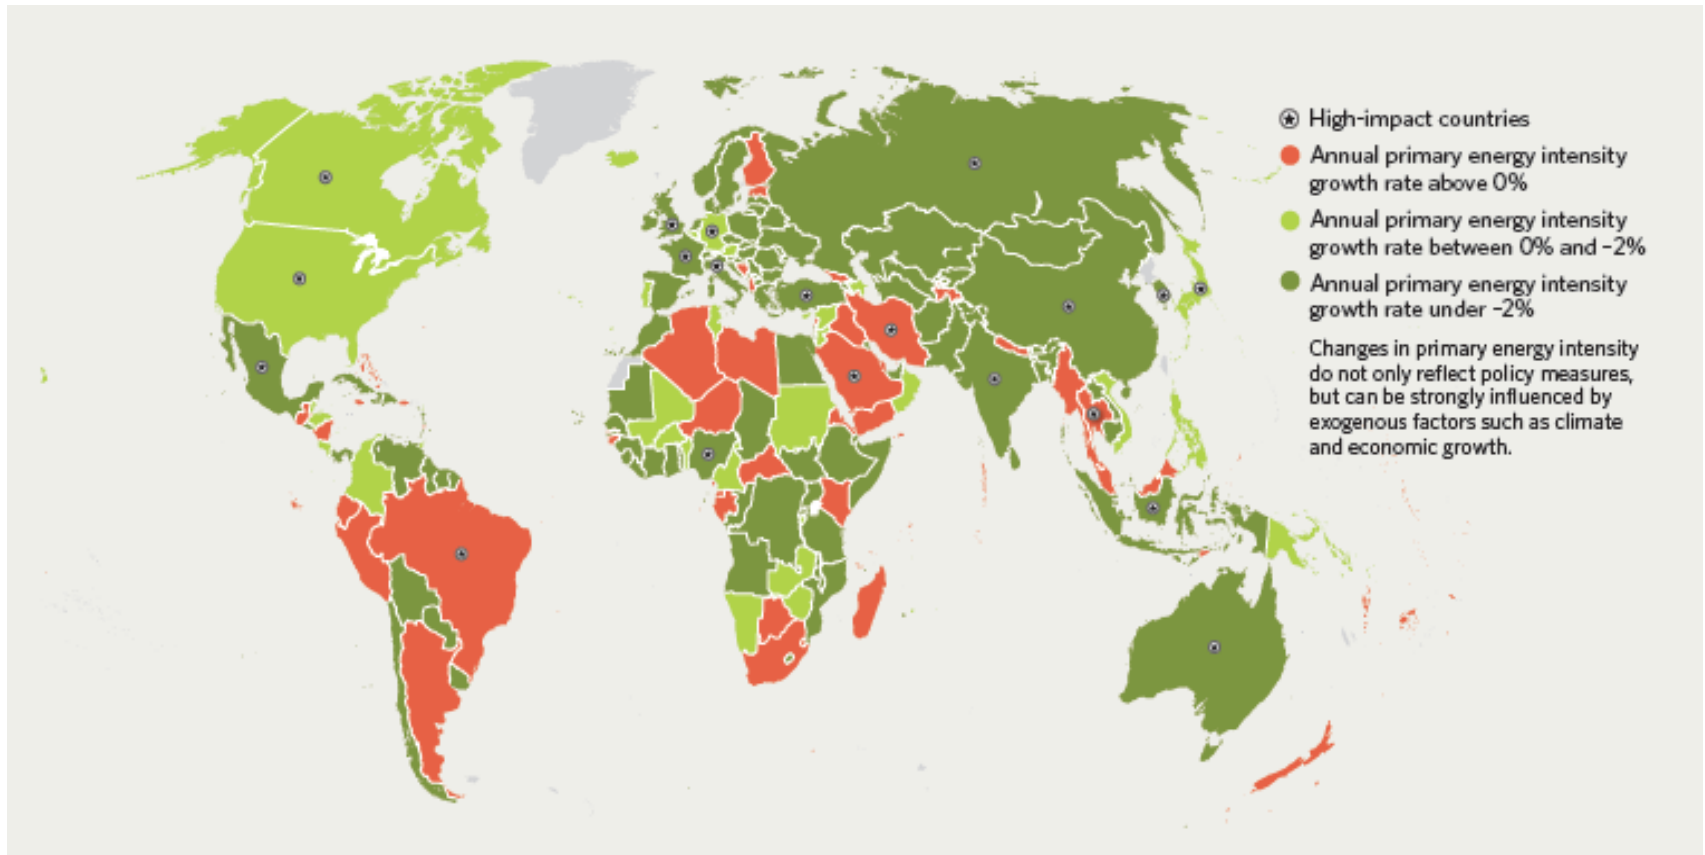 High-impact countries
Annual primary energy intensity
growth rate above 0%
Annual primary energy intensity
growth rate between 0% and –2%
Annual primary energy intensity
growth rate under –2%
Changes in primary energy intensity
do not only reflect policy measures,
but can be strongly influenced by
exogenous factors such as climate
and economic growth.